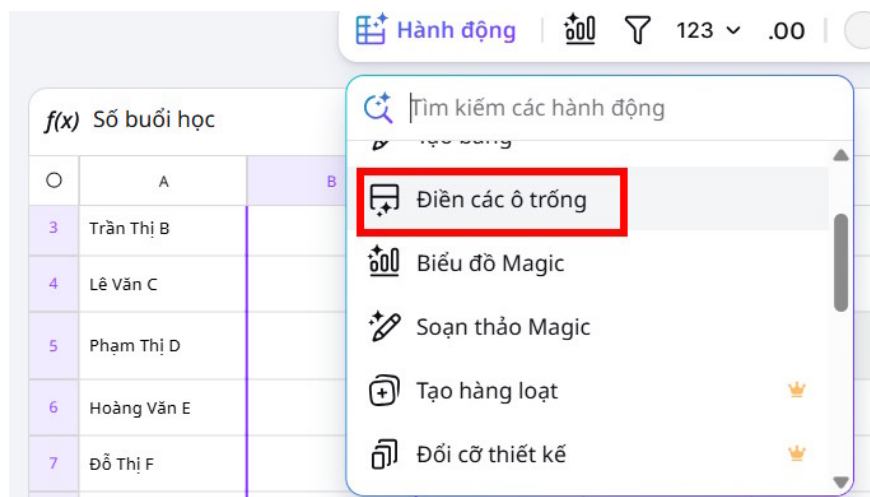 Hành động
123
.00
f(x) Số buổi học
Tìm kiếm các hành động
Tạo bảng
A
B
Điền các ô trống
3 Trần Thị B
Biểu đồ Magic
4 Lê Văn C
Soạn thảo Magic
5 Phạm Thị D
Tạo hàng loạt
6 Hoàng Văn E
Đổi cỡ thiết kế
7 Đỗ Thị F